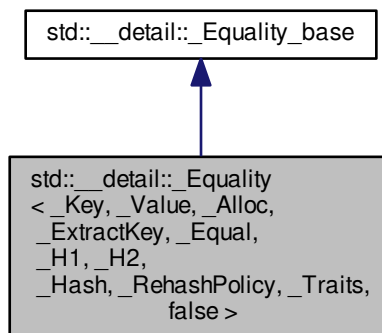 std::__detail::_Equality_base
std::__detail::_Equality
< _Key, _Value, _Alloc,
_ExtractKey, _Equal,
_H1, _H2,
_Hash, _RehashPolicy, _Traits,
false >